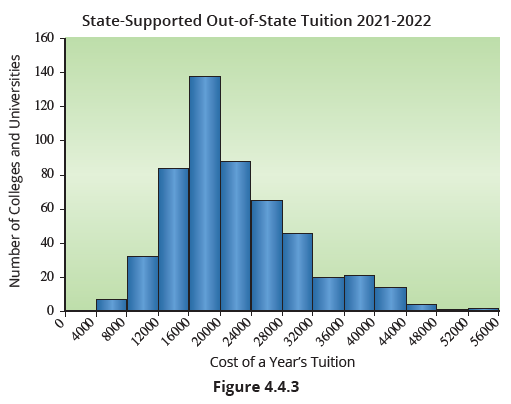 State-Supported Out-of-State Tuition 2021-2022
Number of Colleges and Universities
160
140
120
100
80
60
40
20
0
0 4000 8000 12000 16000 20000 24000 28000 32000 36000 40000 44000 48000 52000 56000
Cost of a Year's Tuition
Figure 4.4.3